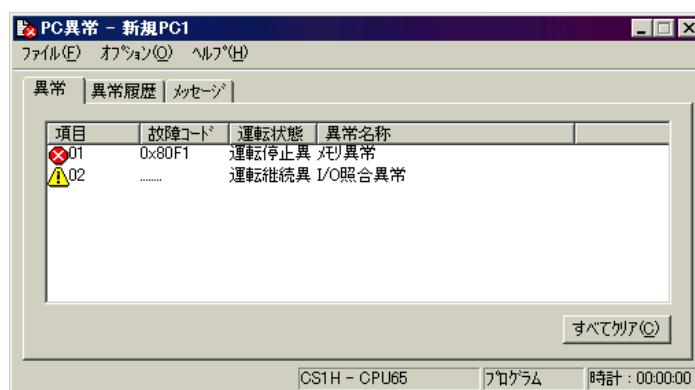 PC異常 - 新規PC1
ﾌｧｲﾙ(F) ｵﾌﾟｼｮﾝ(O) ﾍﾙﾌﾟ(H)
異常 異常履歴 ﾒｯｾｰｼﾞ
項目 故障ｺｰﾄﾞ 運転状態 異常名称
01 0x80F1 運転停止異 ﾒﾓﾘ異常
02 ........ 運転継続異 I/O照合異常
すべてｸﾘｱ(C)
CS1H - CPU65 ﾌﾟﾛｸﾞﾗﾑ 時計 : 00:00:00